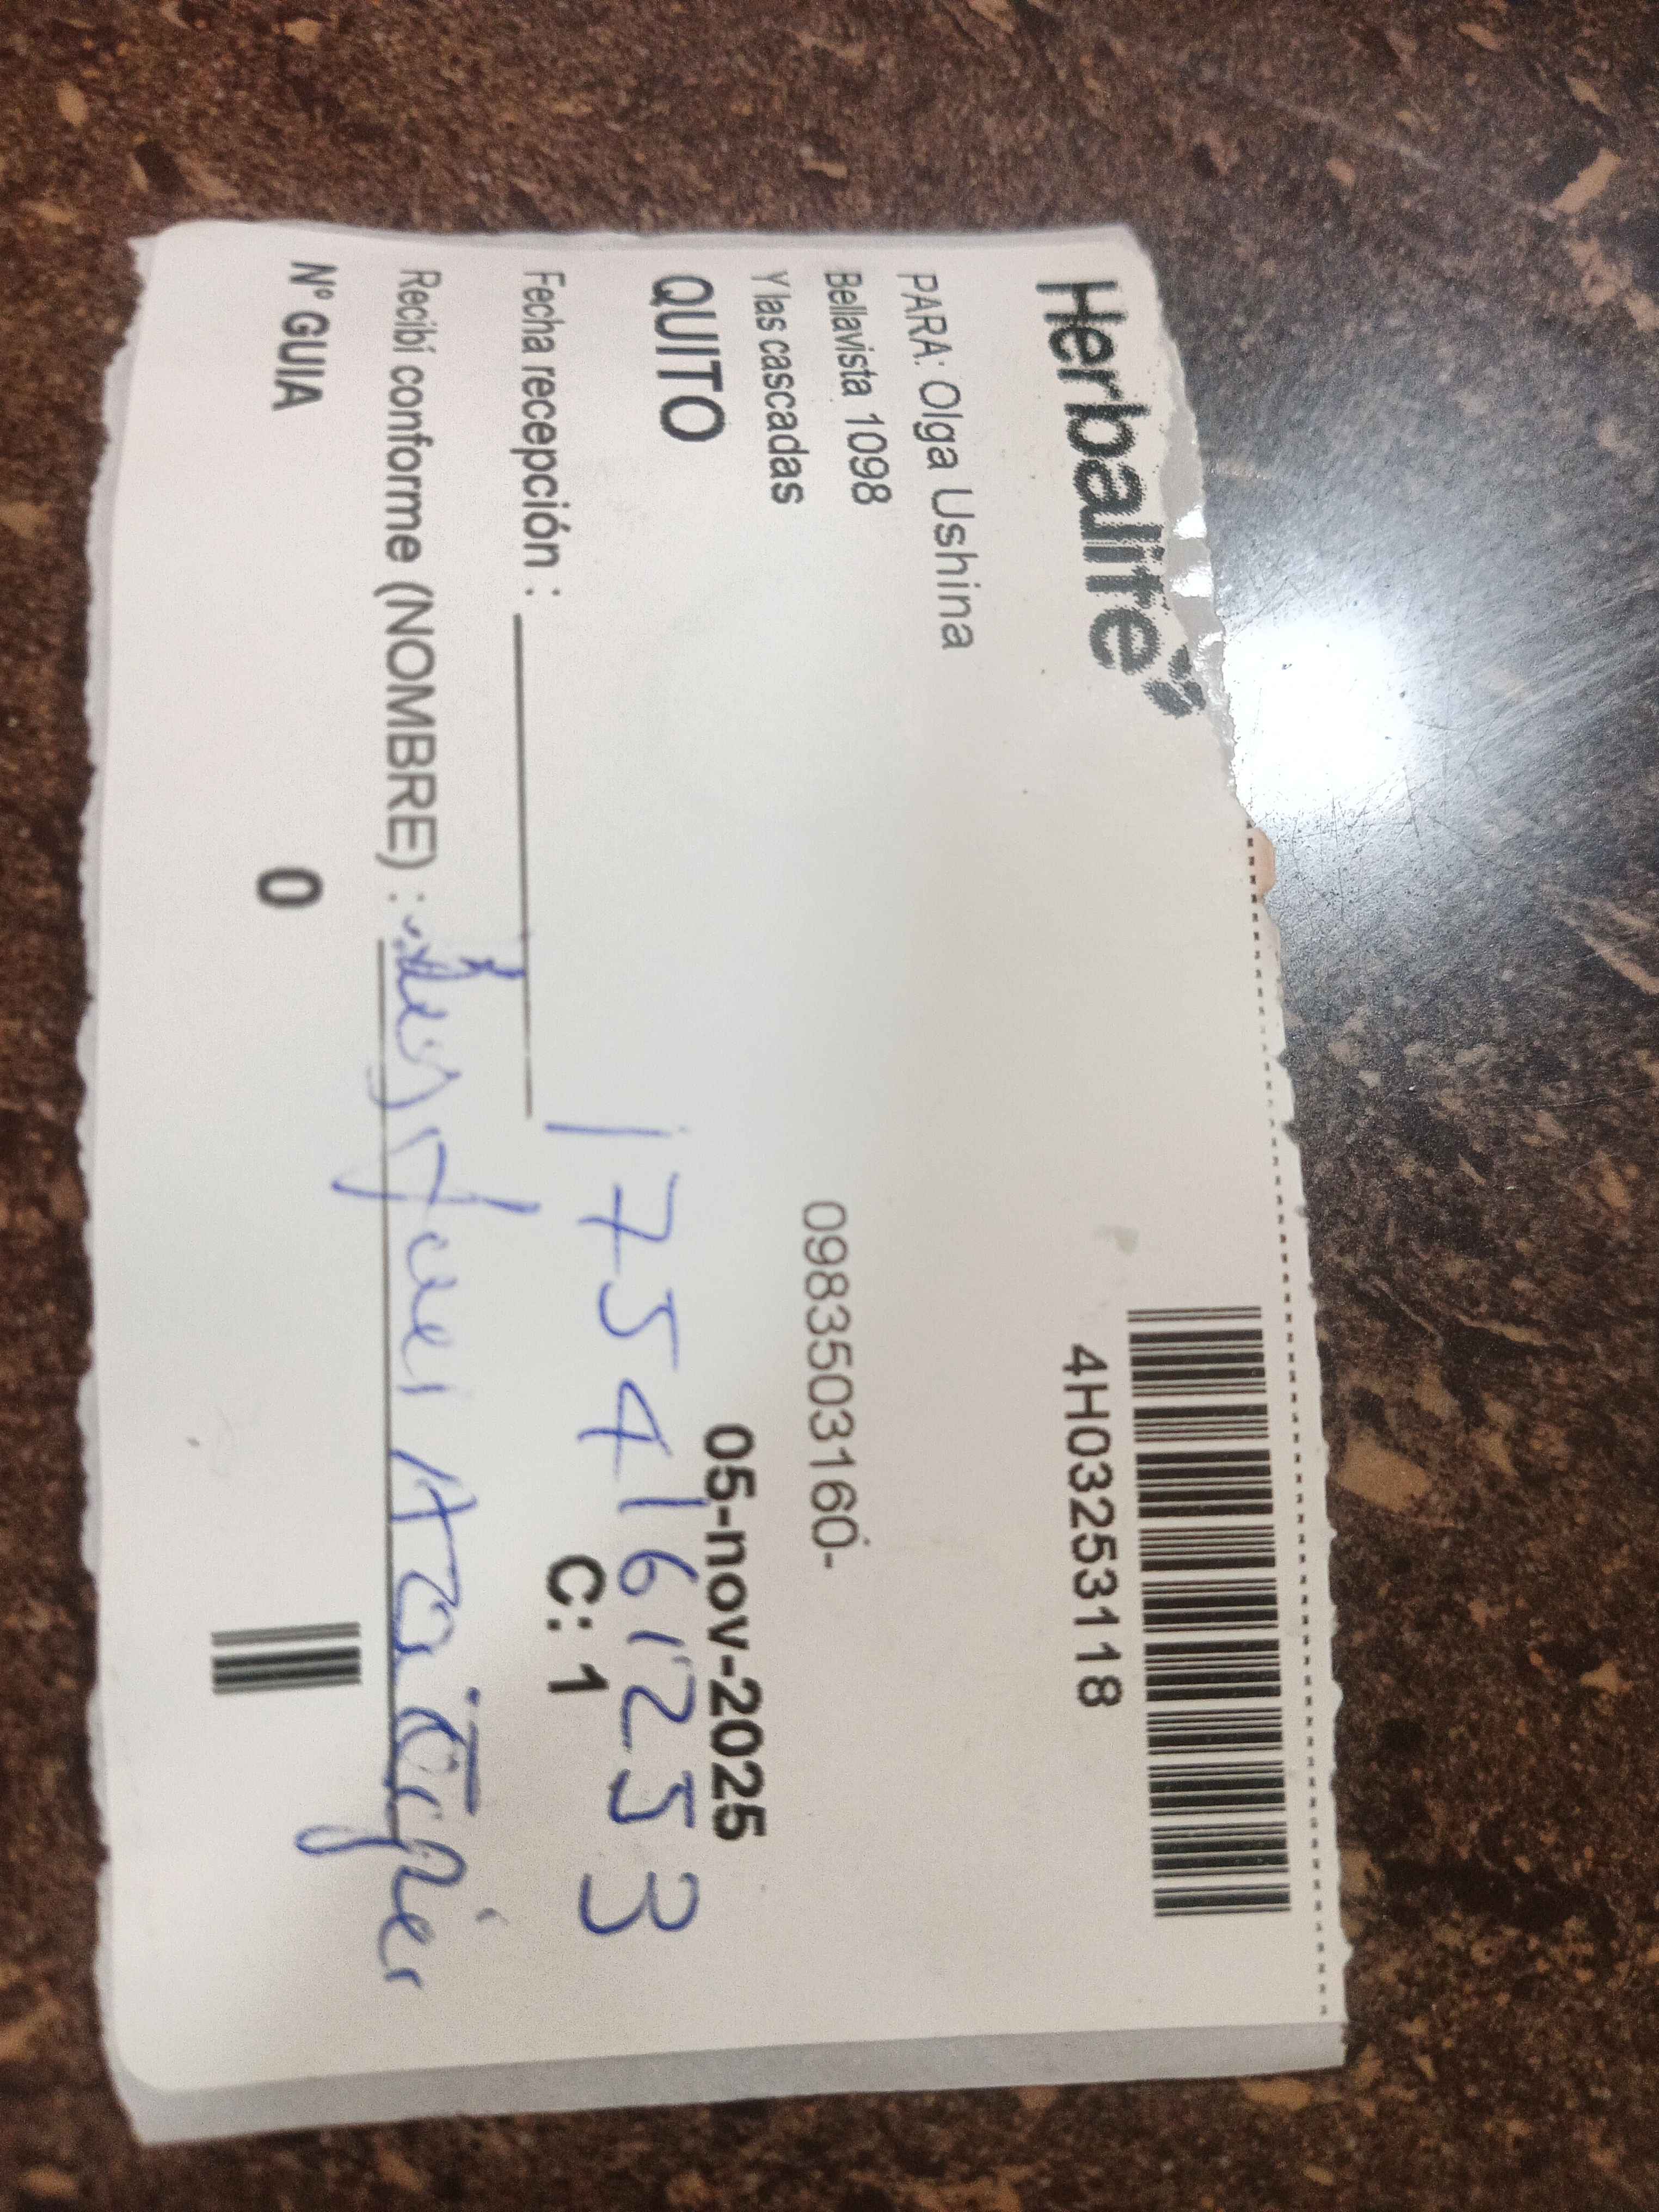 Herbalife
4H03253118
PARA: Olga Ushina
Bellavista 1098
0983503160-
Y las cascadas
QUITO
05-nov-2025
1754161253
C: 1
Fecha recepción :
Recibí conforme (NOMBRE) :
Nº GUIA 0